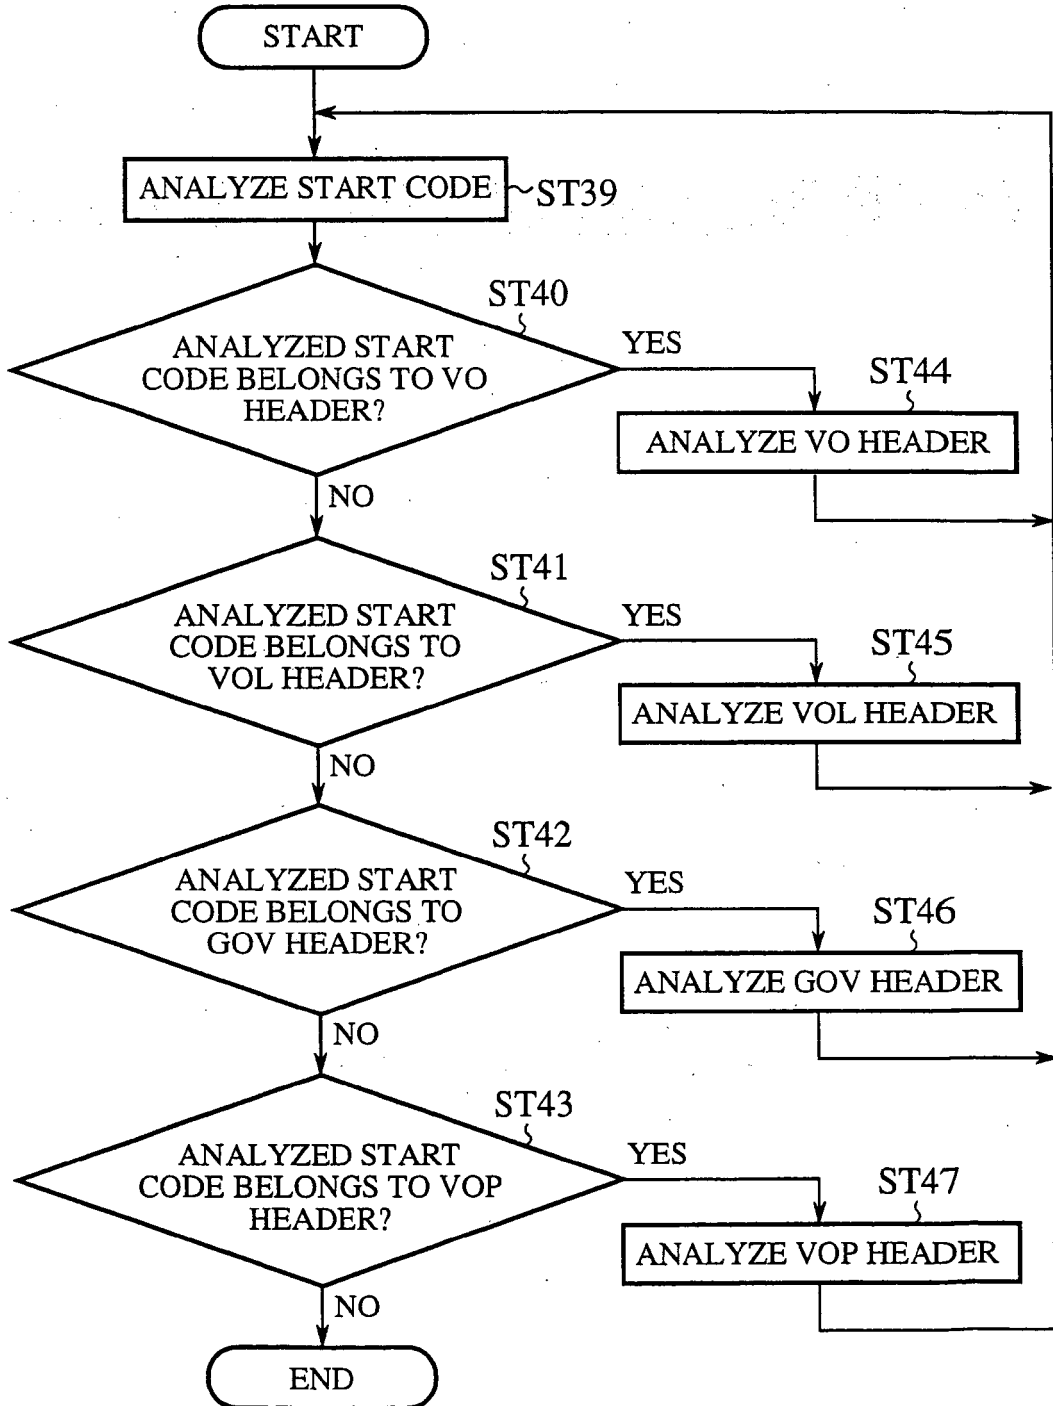 START
ANALYZE START CODE
ST39
ST40
ANALYZED START
CODE BELONGS TO VO
HEADER?
YES
ST44
ANALYZE VO HEADER
NO
ST41
ANALYZED START
CODE BELONGS TO
VOL HEADER?
YES
ST45
ANALYZE VOL HEADER
NO
ST42
ANALYZED START
CODE BELONGS TO
GOV HEADER?
YES
ST46
ANALYZE GOV HEADER
NO
ST43
ANALYZED START
CODE BELONGS TO VOP
HEADER?
YES
ST47
ANALYZE VOP HEADER
NO
END